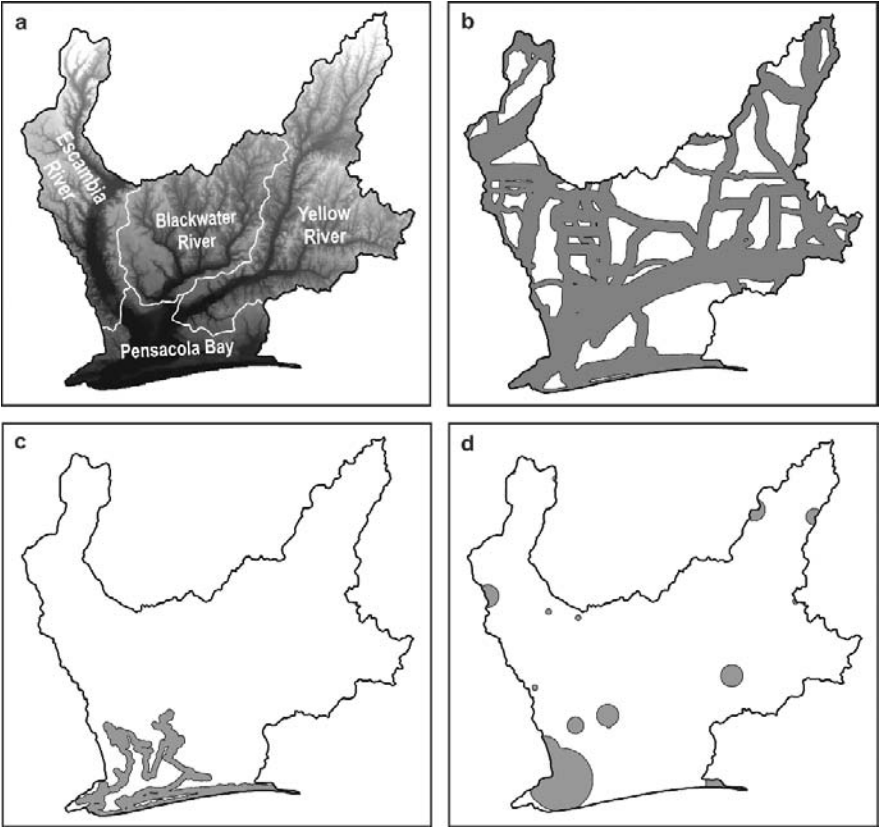 a
Escambia
River
Blackwater
River
Yellow
River
Pensacola Bay
b
c
d